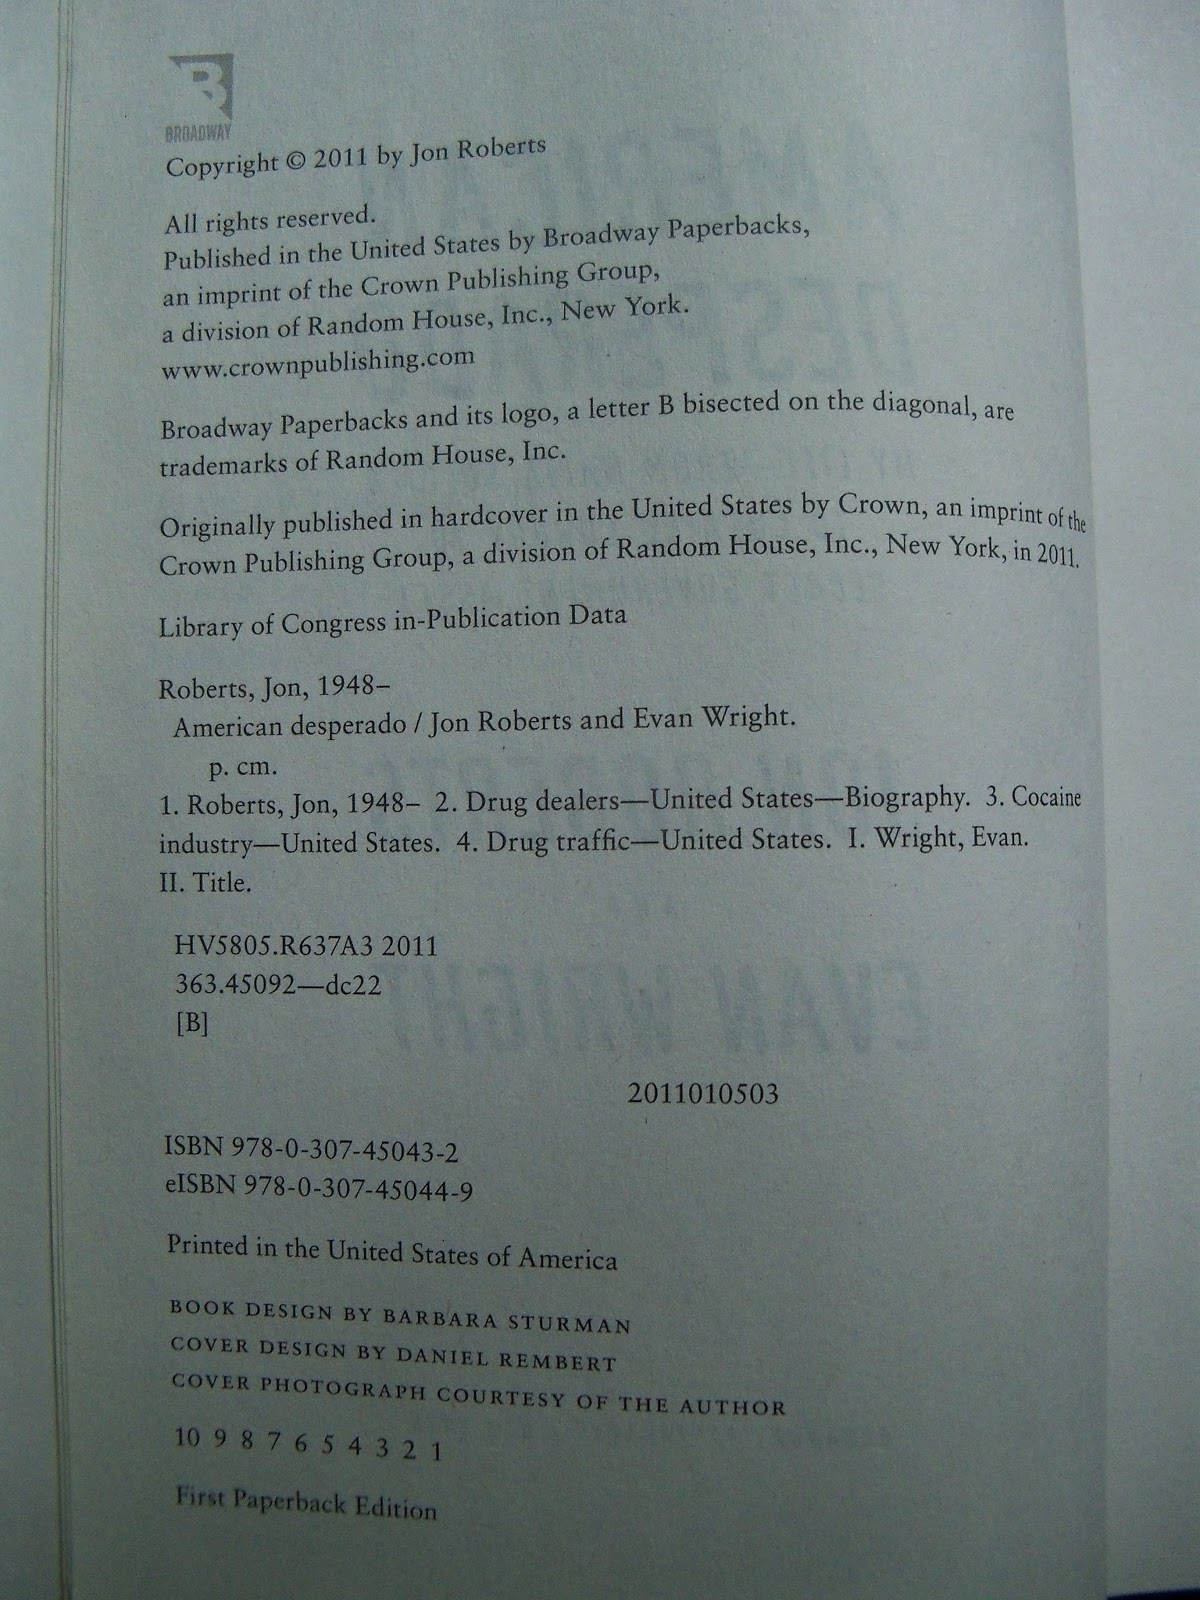 B
BROADWAY
Copyright © 2011 by Jon Roberts
All rights reserved.
Published in the United States by Broadway Paperbacks,
an imprint of the Crown Publishing Group,
a division of Random House, Inc., New York.
www.crownpublishing.com
Broadway Paperbacks and its logo, a letter B bisected on the diagonal, are
trademarks of Random House, Inc.
Originally published in hardcover in the United States by Crown, an imprint of the
Crown Publishing Group, a division of Random House, Inc., New York, in 2011.
Library of Congress in-Publication Data
Roberts, Jon, 1948–
American desperado / Jon Roberts and Evan Wright.
p. cm.
1. Roberts, Jon, 1948– 2. Drug dealers—United States—Biography. 3. Cocaine
industry—United States. 4. Drug traffic—United States. I. Wright, Evan.
II. Title.
HV5805.R637A3 2011
363.45092—dc22
[B]
2011010503
ISBN 978-0-307-45043-2
eISBN 978-0-307-45044-9
Printed in the United States of America
BOOK DESIGN BY BARBARA STURMAN
COVER DESIGN BY DANIEL REMBERT
COVER PHOTOGRAPH COURTESY OF THE AUTHOR
10 9 8 7 6 5 4 3 2 1
First Paperback Edition